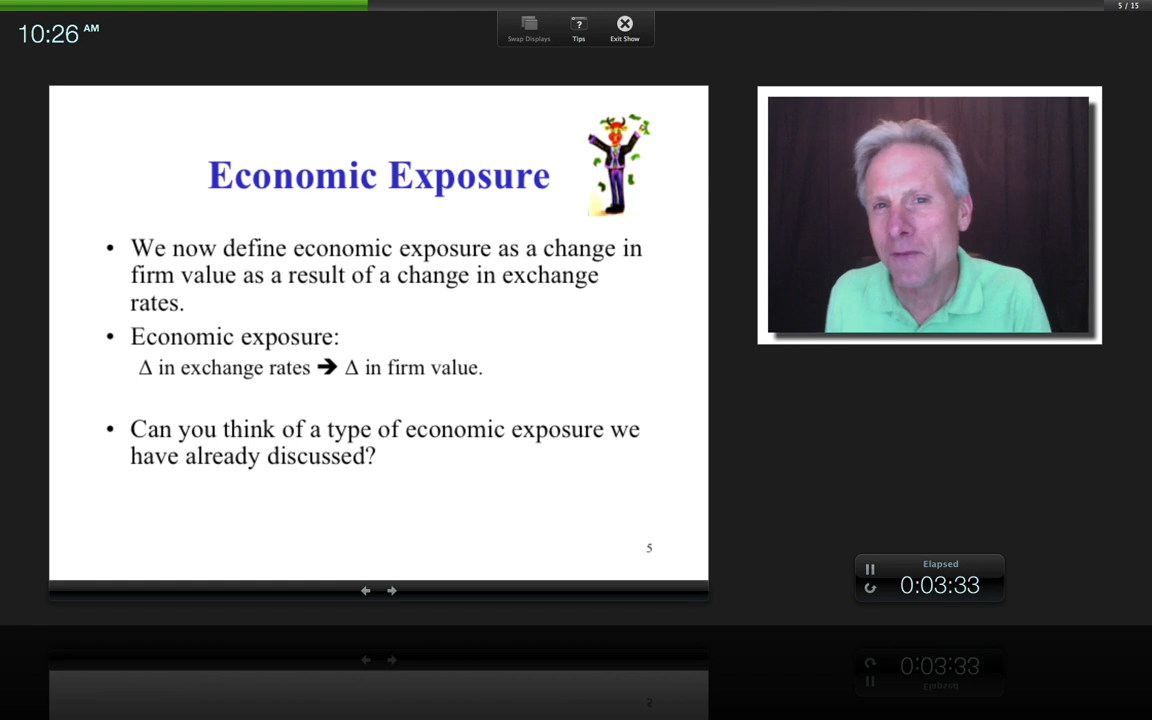 5 / 15
10:26 AM
Swap Displays
?
Tips
Exit Show
Economic Exposure
• We now define economic exposure as a change in
firm value as a result of a change in exchange
rates.
• Economic exposure:
Δ in exchange rates ➔ Δ in firm value.
• Can you think of a type of economic exposure we
have already discussed?
5
Elapsed
0:03:33
0:03:33
Elapsed